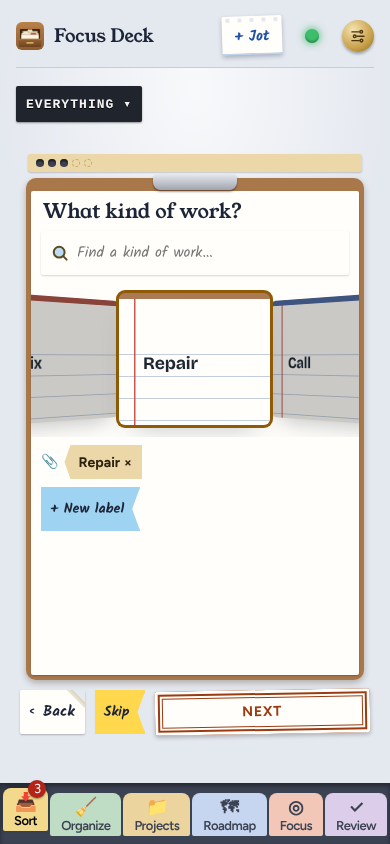 Focus Deck
+ Jot
EVERYTHING ▾
What kind of work?
Find a kind of work...
ix
Repair
Call
Repair ×
+ New label
‹ Back
Skip
NEXT
3
Sort
Organize
Projects
Roadmap
Focus
Review